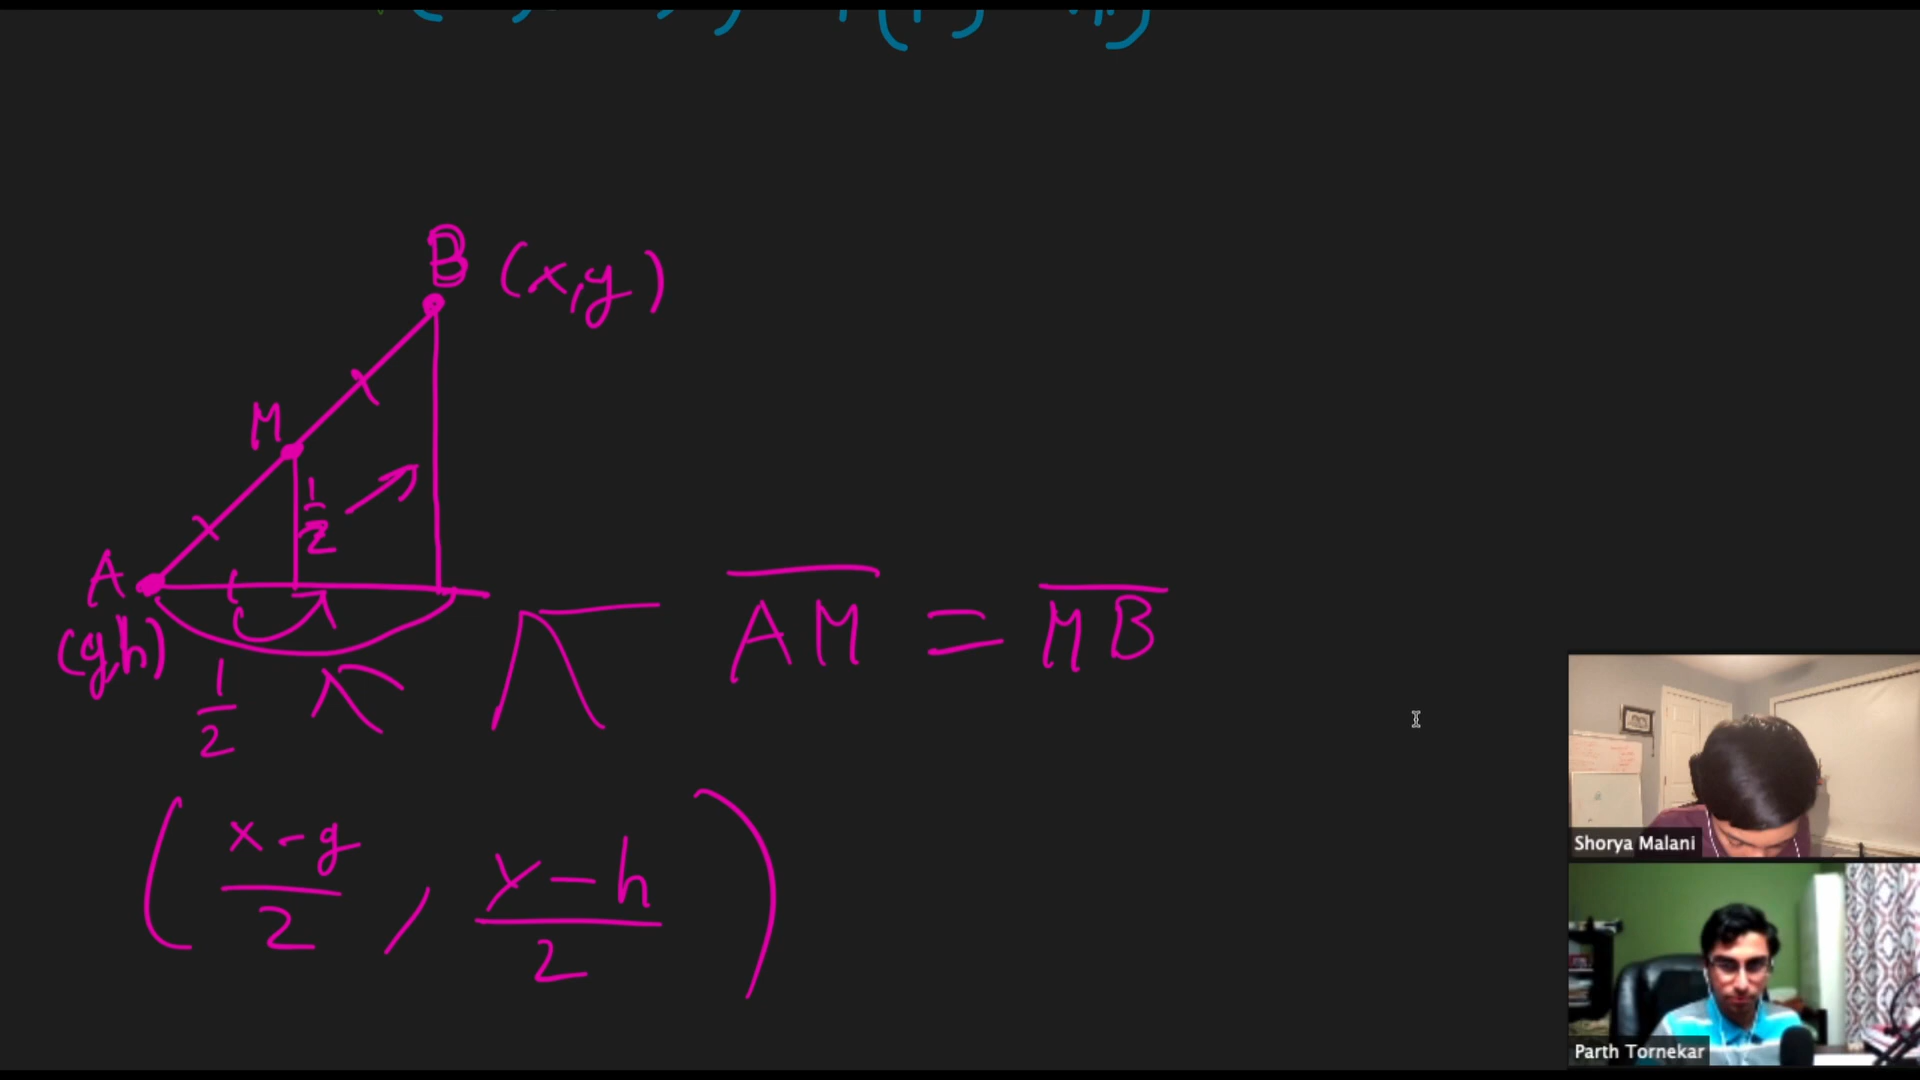 B (x,y)
M
1/2
A
(g,h)
1/2
AM = MB
(x-g/2, y-h/2)
Shorya Malani
Parth Tornekar